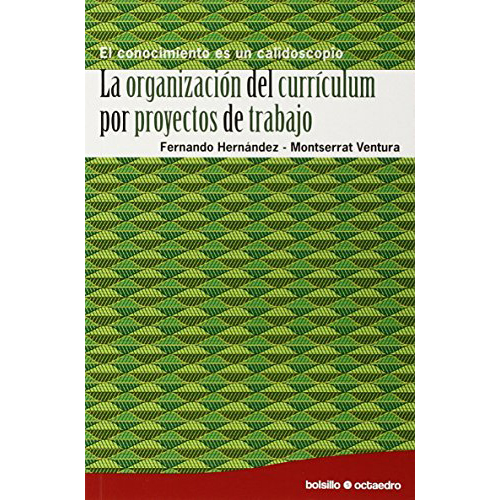 El conocimiento es un calidoscopio
La organización del currículum
por proyectos de trabajo
Fernando Hernández - Montserrat Ventura
bolsillo octaedro